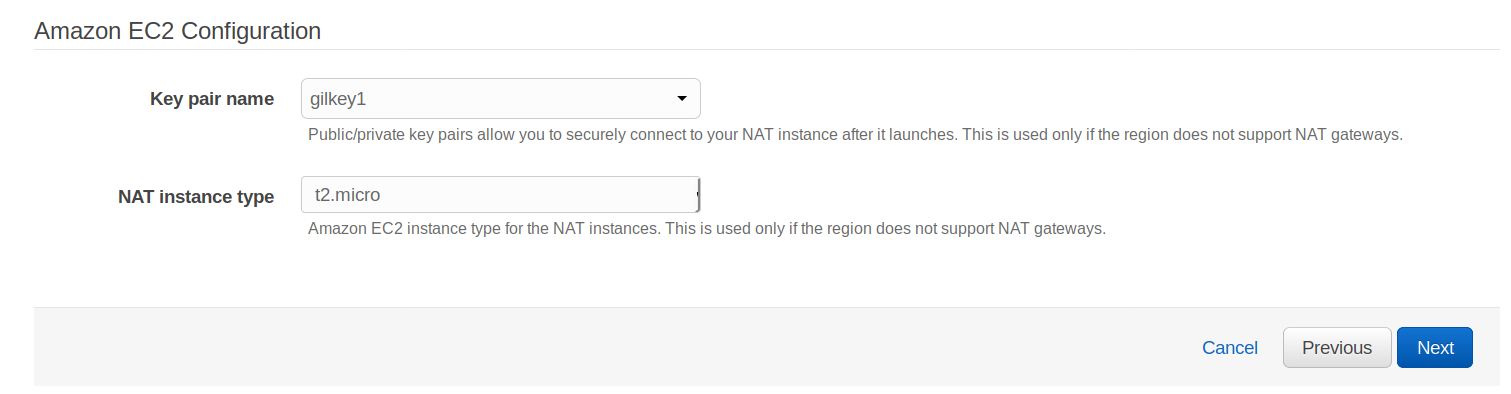 Amazon EC2 Configuration
Key pair name
gilkey1
Public/private key pairs allow you to securely connect to your NAT instance after it launches. This is used only if the region does not support NAT gateways.
NAT instance type
t2.micro
Amazon EC2 instance type for the NAT instances. This is used only if the region does not support NAT gateways.
Cancel
Previous
Next